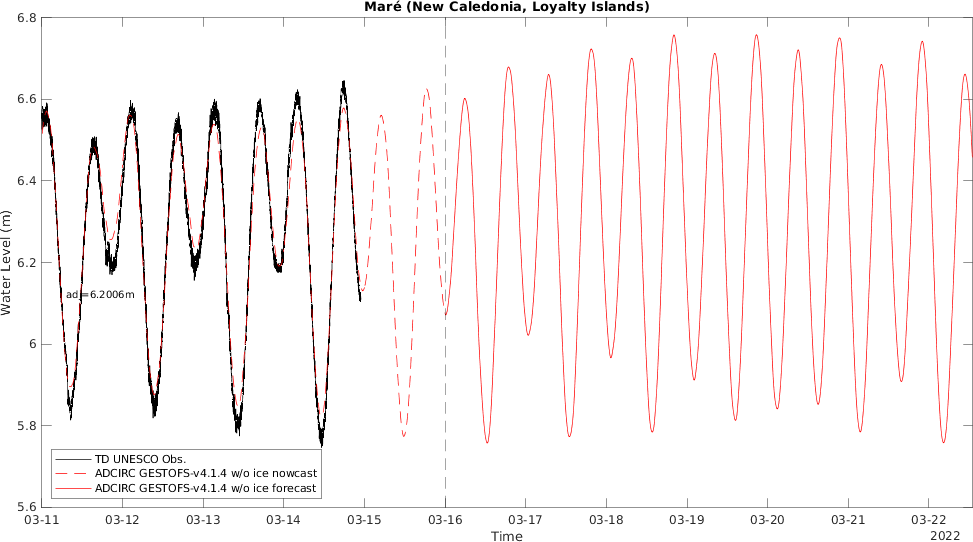 Maré (New Caledonia, Loyalty Islands)
6.8
6.6
6.4
6.2
6
5.8
5.6
Water Level (m)
adj=6.2006m
TD UNESCO Obs.
ADCIRC GESTOFS-v4.1.4 w/o ice nowcast
ADCIRC GESTOFS-v4.1.4 w/o ice forecast
03-11 03-12 03-13 03-14 03-15 03-16 03-17 03-18 03-19 03-20 03-21 03-22
2022
Time